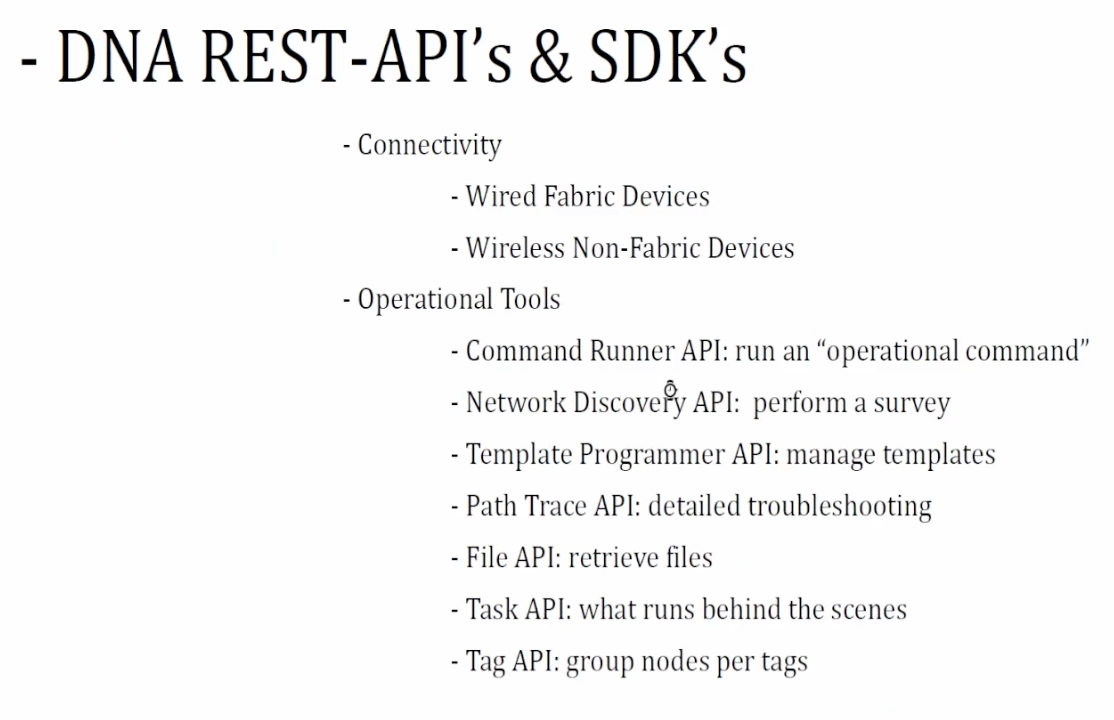 - DNA REST-API’s & SDK’s
- Connectivity
- Wired Fabric Devices
- Wireless Non-Fabric Devices
- Operational Tools
- Command Runner API: run an “operational command”
- Network Discovery API:  perform a survey
- Template Programmer API: manage templates
- Path Trace API: detailed troubleshooting
- File API: retrieve files
- Task API: what runs behind the scenes
- Tag API: group nodes per tags